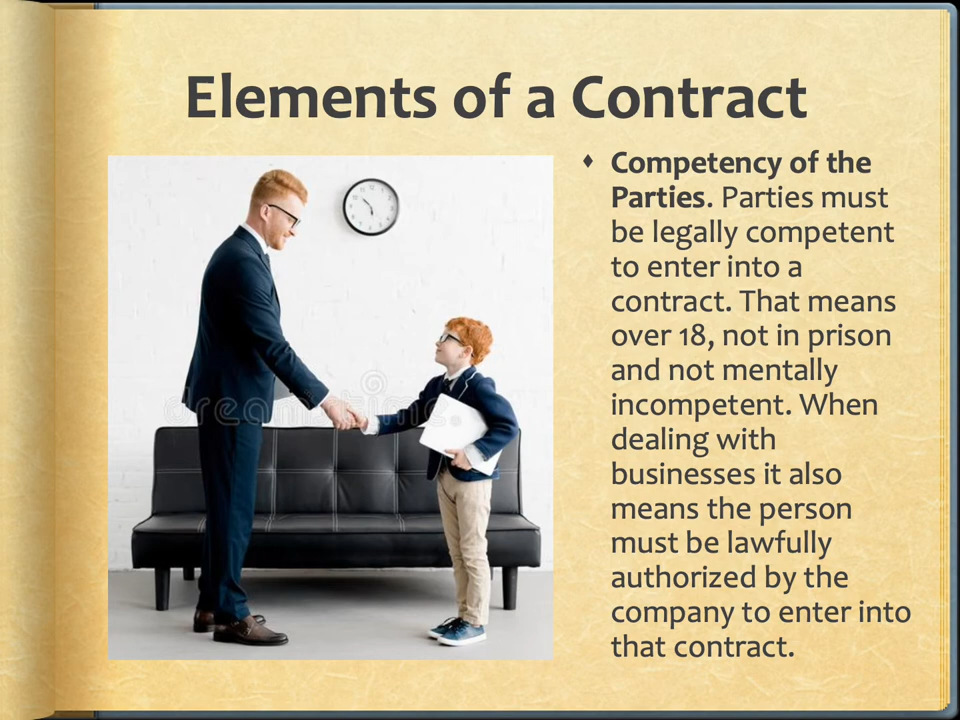 Elements of a Contract
♦ Competency of the
Parties. Parties must
be legally competent
to enter into a
contract. That means
over 18, not in prison
and not mentally
incompetent. When
dealing with
businesses it also
means the person
must be lawfully
authorized by the
company to enter into
that contract.
dreamstime